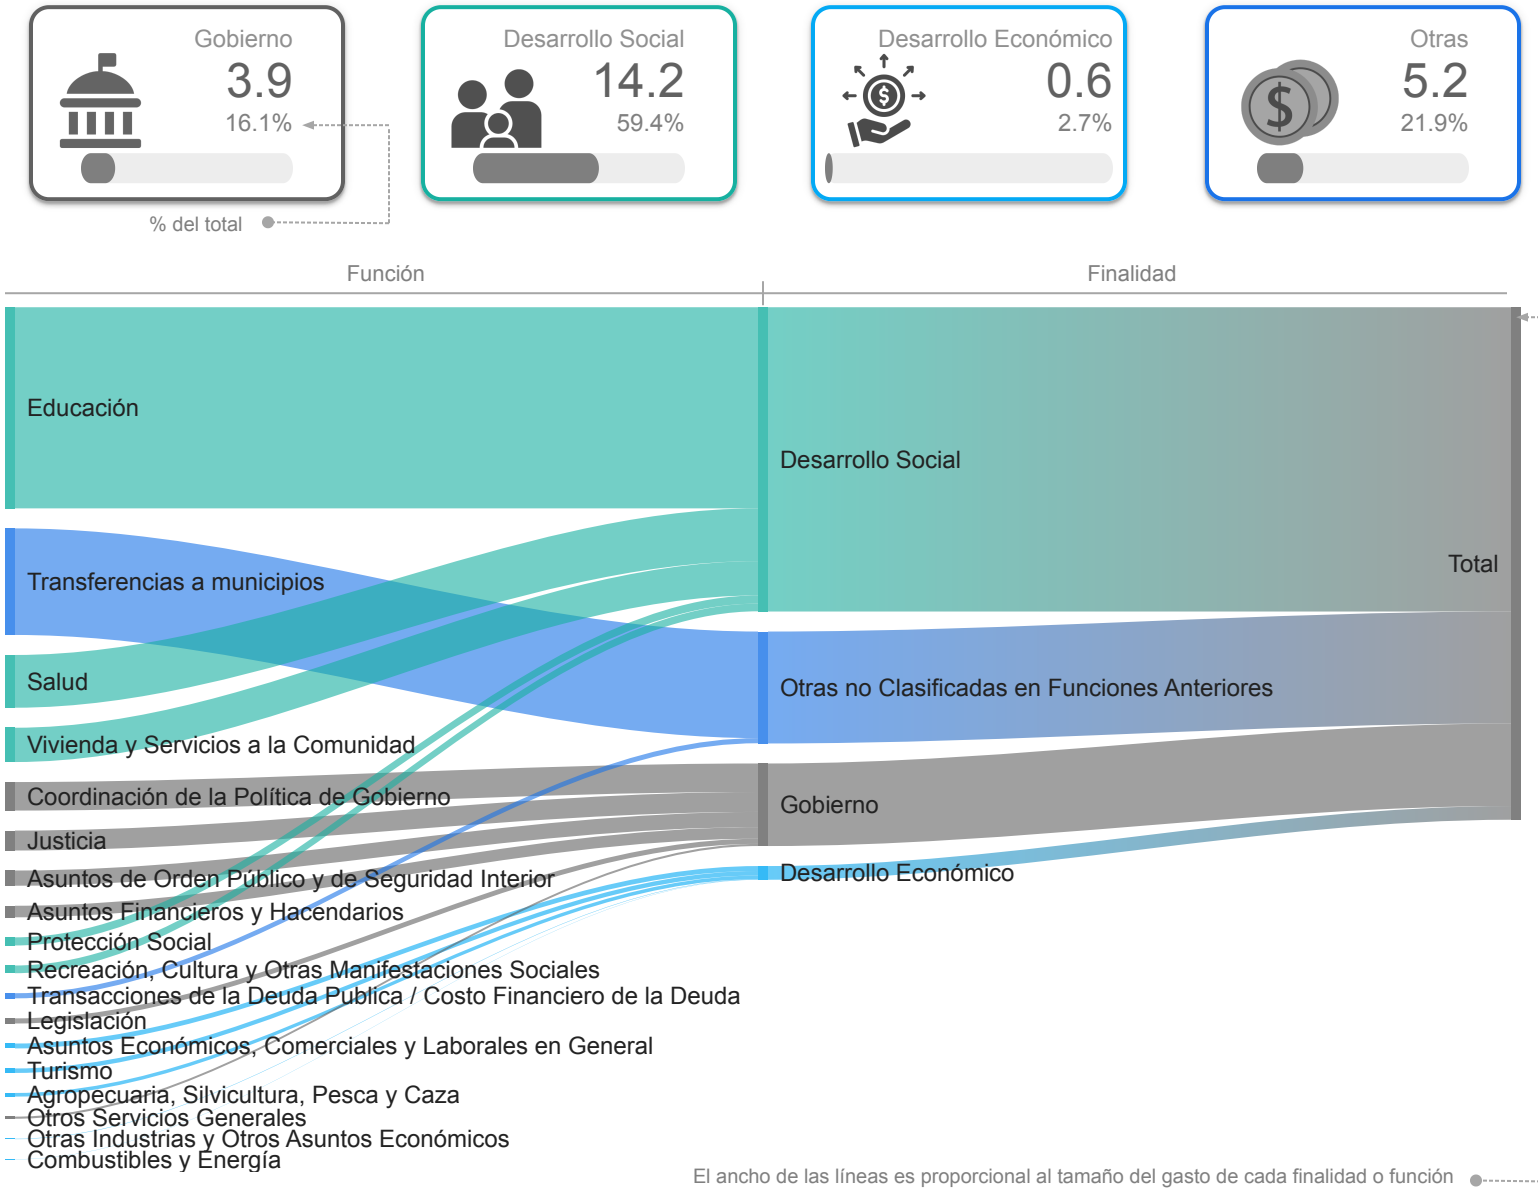 Gobierno
3.9
16.1%
Desarrollo Social
14.2
59.4%
Desarrollo Económico
0.6
2.7%
Otras
5.2
21.9%
% del total
Función
Finalidad
Educación
Desarrollo Social
Total
Transferencias a municipios
Salud
Otras no Clasificadas en Funciones Anteriores
Vivienda y Servicios a la Comunidad
Coordinación de la Política de Gobierno
Gobierno
Justicia
Asuntos de Orden Público y de Seguridad Interior
Desarrollo Económico
Asuntos Financieros y Hacendarios
Protección Social
Recreación, Cultura y Otras Manifestaciones Sociales
Transacciones de la Deuda Publica / Costo Financiero de la Deuda
Legislación
Asuntos Económicos, Comerciales y Laborales en General
Turismo
Agropecuaria, Silvicultura, Pesca y Caza
Otros Servicios Generales
Otras Industrias y Otros Asuntos Económicos
Combustibles y Energía
El ancho de las líneas es proporcional al tamaño del gasto de cada finalidad o función